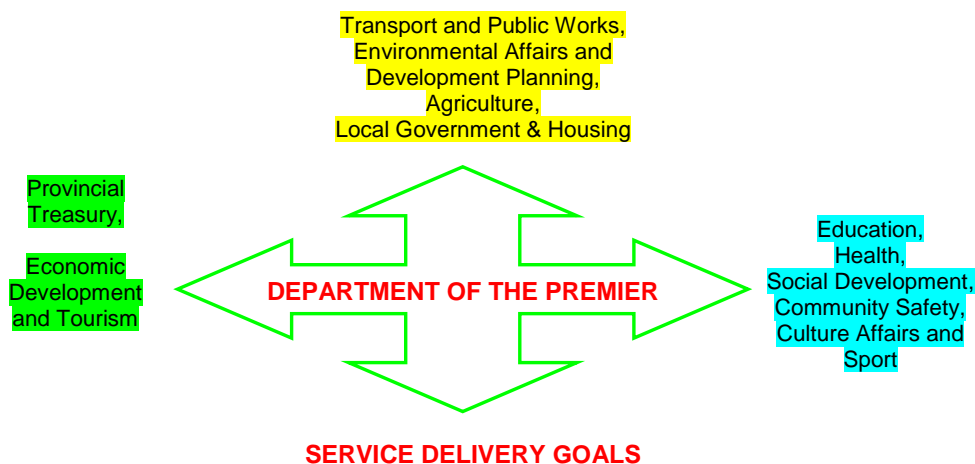 Transport and Public Works,
Environmental Affairs and
Development Planning,
Agriculture,
Local Government & Housing
Provincial
Treasury,
Economic
Development
and Tourism
DEPARTMENT OF THE PREMIER
Education,
Health,
Social Development,
Community Safety,
Culture Affairs and
Sport
SERVICE DELIVERY GOALS